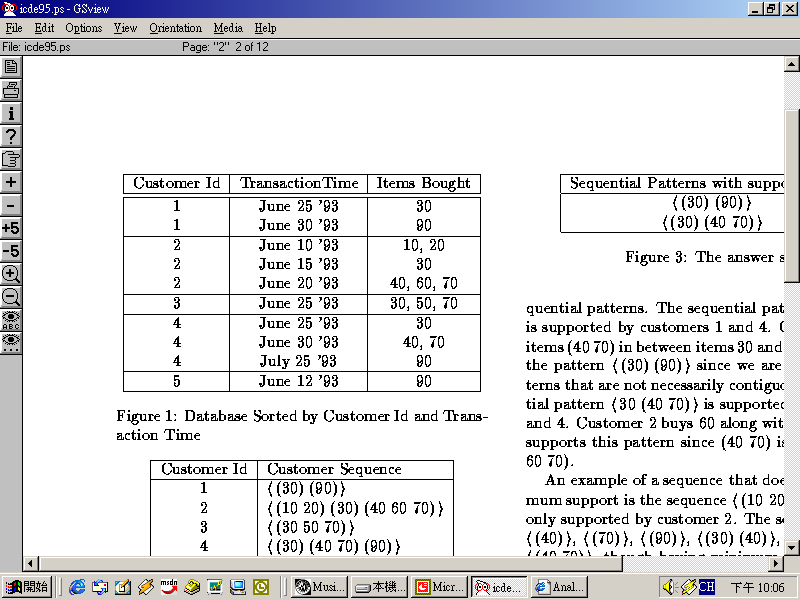 icde95.ps - GSview
File Edit Options View Orientation Media Help
File: icde95.ps Page: "2" 2 of 12
i
?
+
-
+5
-5
ABC
Customer Id TransactionTime Items Bought
1 June 25 '93 30
1 June 30 '93 90
2 June 10 '93 10, 20
2 June 15 '93 30
2 June 20 '93 40, 60, 70
3 June 25 '93 30, 50, 70
4 June 25 '93 30
4 June 30 '93 40, 70
4 July 25 '93 90
5 June 12 '93 90
Figure 1: Database Sorted by Customer Id and Trans-
action Time
Customer Id Customer Sequence
1 ⟨ (30) (90) ⟩
2 ⟨ (10 20) (30) (40 60 70) ⟩
3 ⟨ (30 50 70) ⟩
4 ⟨ (30) (40 70) (90) ⟩
Sequential Patterns with suppo
⟨ (30) (90) ⟩
⟨ (30) (40 70) ⟩
Figure 3: The answer s
quential patterns. The sequential pat
is supported by customers 1 and 4. C
items (40 70) in between items 30 and
the pattern ⟨ (30) (90) ⟩ since we are
terns that are not necessarily contigu
tial pattern ⟨ 30 (40 70) ⟩ is supported
and 4. Customer 2 buys 60 along wit
supports this pattern since (40 70) is
60 70).
An example of a sequence that doe
mum support is the sequence ⟨ (10 20
only supported by customer 2. The s
⟨ (40) ⟩, ⟨ (70) ⟩, ⟨ (90) ⟩, ⟨ (30) (40) ⟩,
開始 msdn Musi... 本機... Micr... icde... Anal... CH 下午 10:06